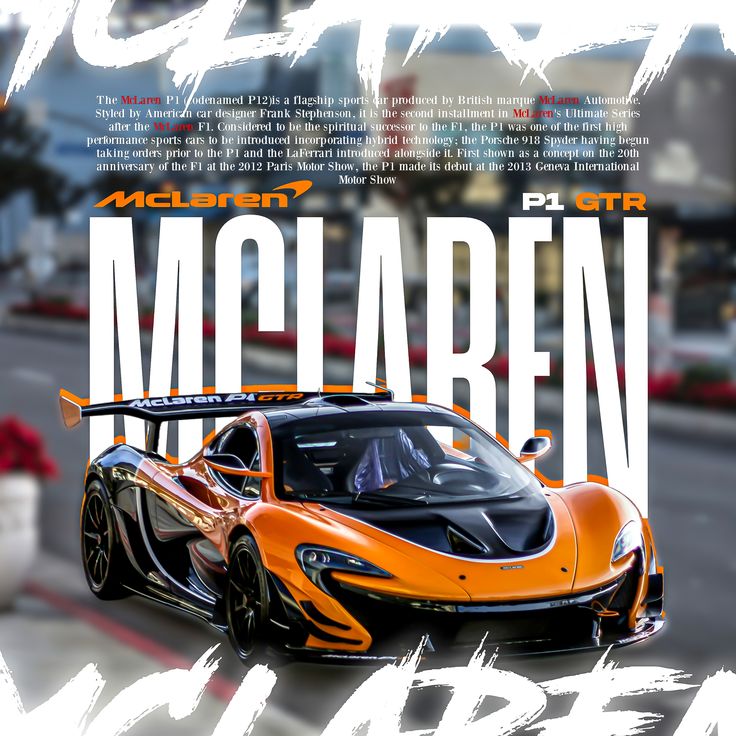 MCLAREN
The McLaren P1 (codenamed P12)is a flagship sports car produced by British marque McLaren Automotive.
Styled by American car designer Frank Stephenson, it is the second installment in McLaren's Ultimate Series
after the McLaren F1. Considered to be the spiritual successor to the F1, the P1 was one of the first high
performance sports cars to be introduced incorporating hybrid technology; the Porsche 918 Spyder having begun
taking orders prior to the P1 and the LaFerrari introduced alongside it. First shown as a concept on the 20th
anniversary of the F1 at the 2012 Paris Motor Show, the P1 made its debut at the 2013 Geneva International
Motor Show
McLaren P1 GTR
MCLAREN
McLaren P1 GTR
MCLAREN